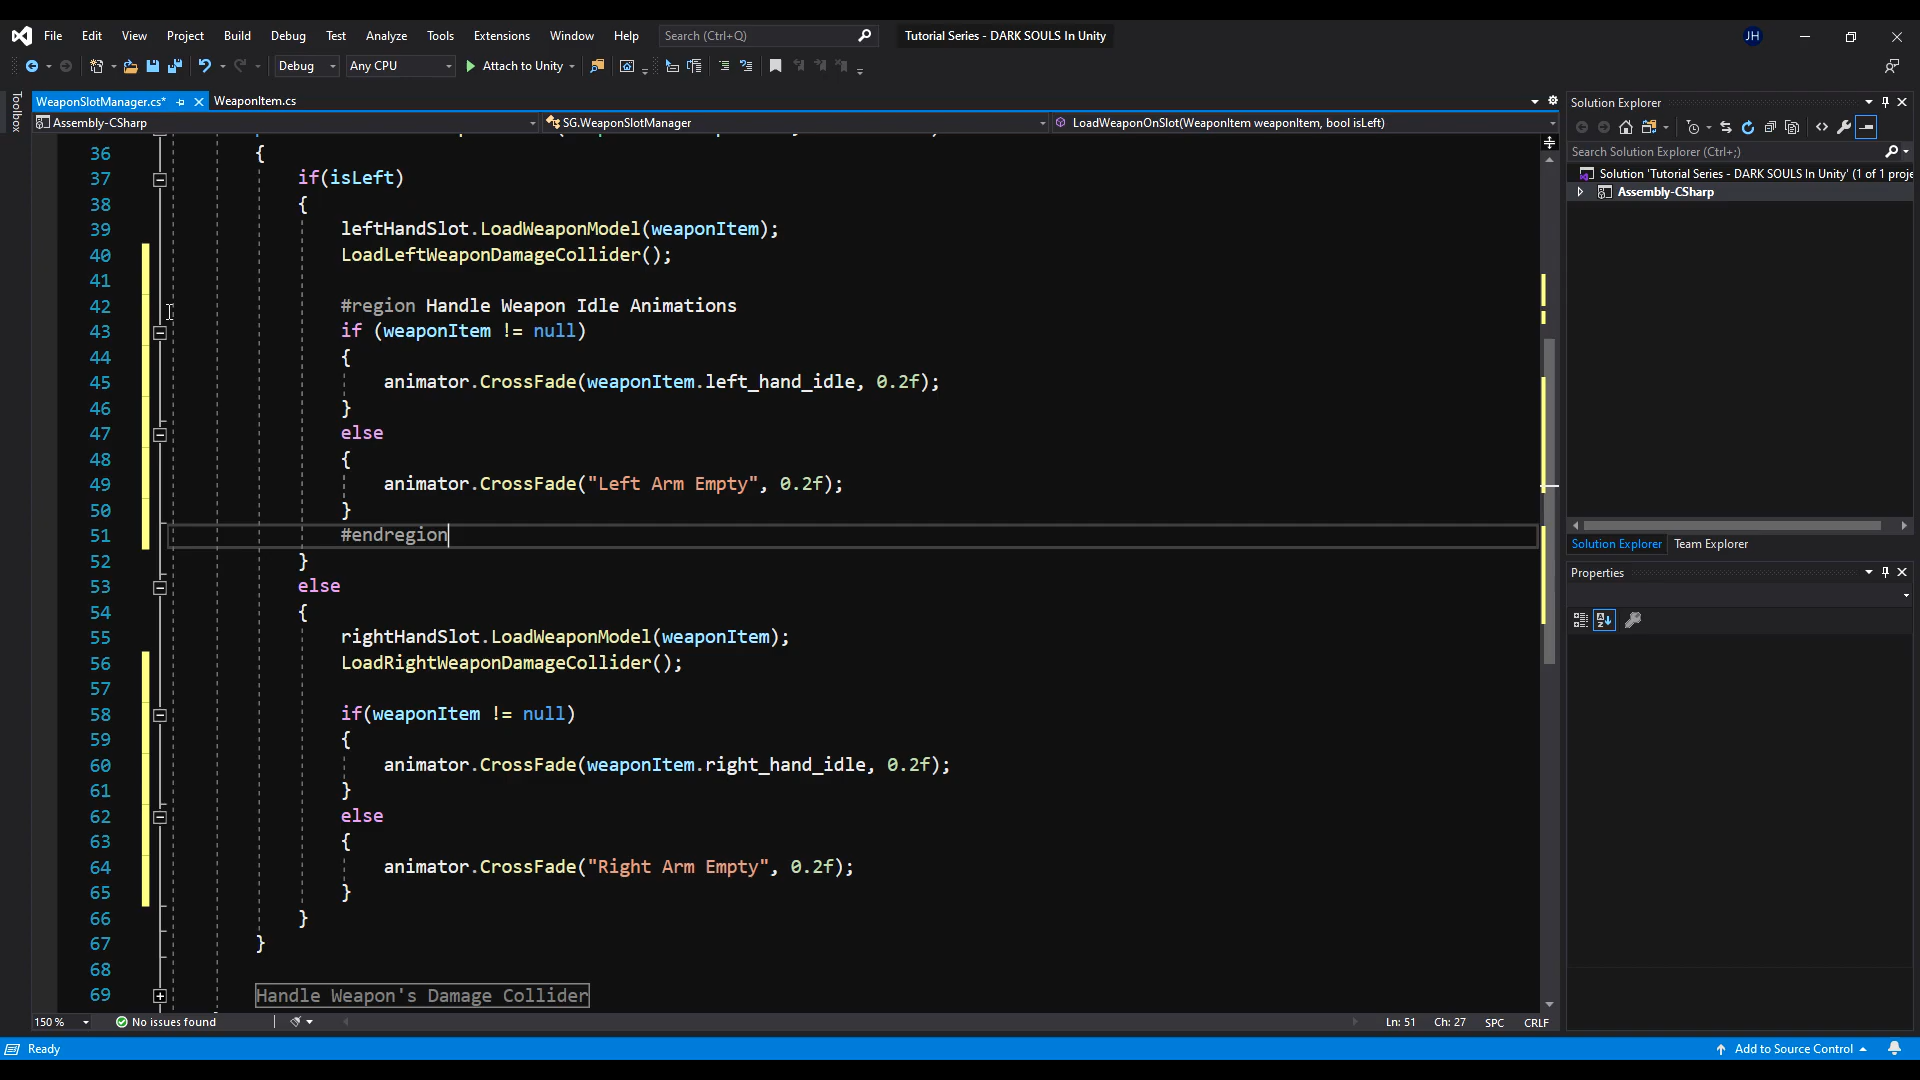 File Edit View Project Build Debug Test Analyze Tools Extensions Window Help Search (Ctrl+Q) Tutorial Series - DARK SOULS In Unity JH
Debug Any CPU Attach to Unity
Toolbox
WeaponSlotManager.cs* WeaponItem.cs
Assembly-CSharp SG.WeaponSlotManager LoadWeaponOnSlot(WeaponItem weaponItem, bool isLeft)
36 {
37 if(isLeft)
38 {
39 leftHandSlot.LoadWeaponModel(weaponItem);
40 LoadLeftWeaponDamageCollider();
41
42 #region Handle Weapon Idle Animations
43 if (weaponItem != null)
44 {
45 animator.CrossFade(weaponItem.left_hand_idle, 0.2f);
46 }
47 else
48 {
49 animator.CrossFade("Left Arm Empty", 0.2f);
50 }
51 #endregion
52 }
53 else
54 {
55 rightHandSlot.LoadWeaponModel(weaponItem);
56 LoadRightWeaponDamageCollider();
57
58 if(weaponItem != null)
59 {
60 animator.CrossFade(weaponItem.right_hand_idle, 0.2f);
61 }
62 else
63 {
64 animator.CrossFade("Right Arm Empty", 0.2f);
65 }
66 }
67 }
68
69 Handle Weapon's Damage Collider
150 % No issues found Ln: 51 Ch: 27 SPC CRLF
Solution Explorer
Search Solution Explorer (Ctrl+;)
Solution 'Tutorial Series - DARK SOULS In Unity' (1 of 1 proje
Assembly-CSharp
Solution Explorer Team Explorer
Properties
Ready Add to Source Control